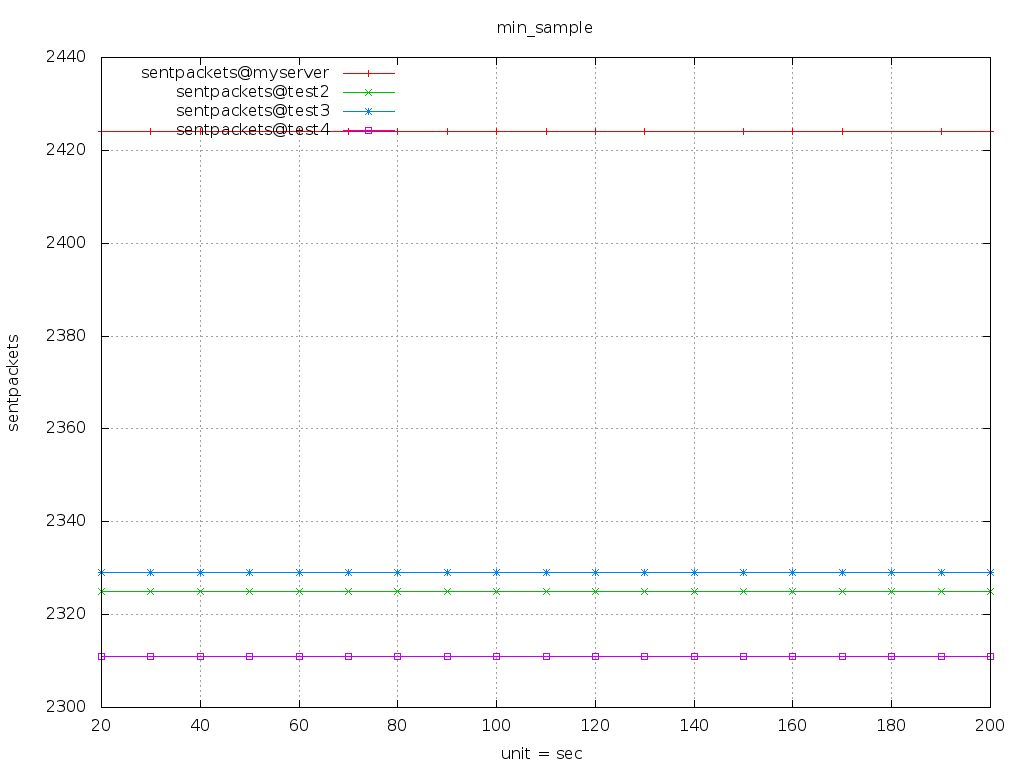 min_sample
2440
sentpackets@myserver
sentpackets@test2
sentpackets@test3
sentpackets@test4
2420
2400
2380
2360
2340
2320
2300
sentpackets
20 40 60 80 100 120 140 160 180 200
unit = sec